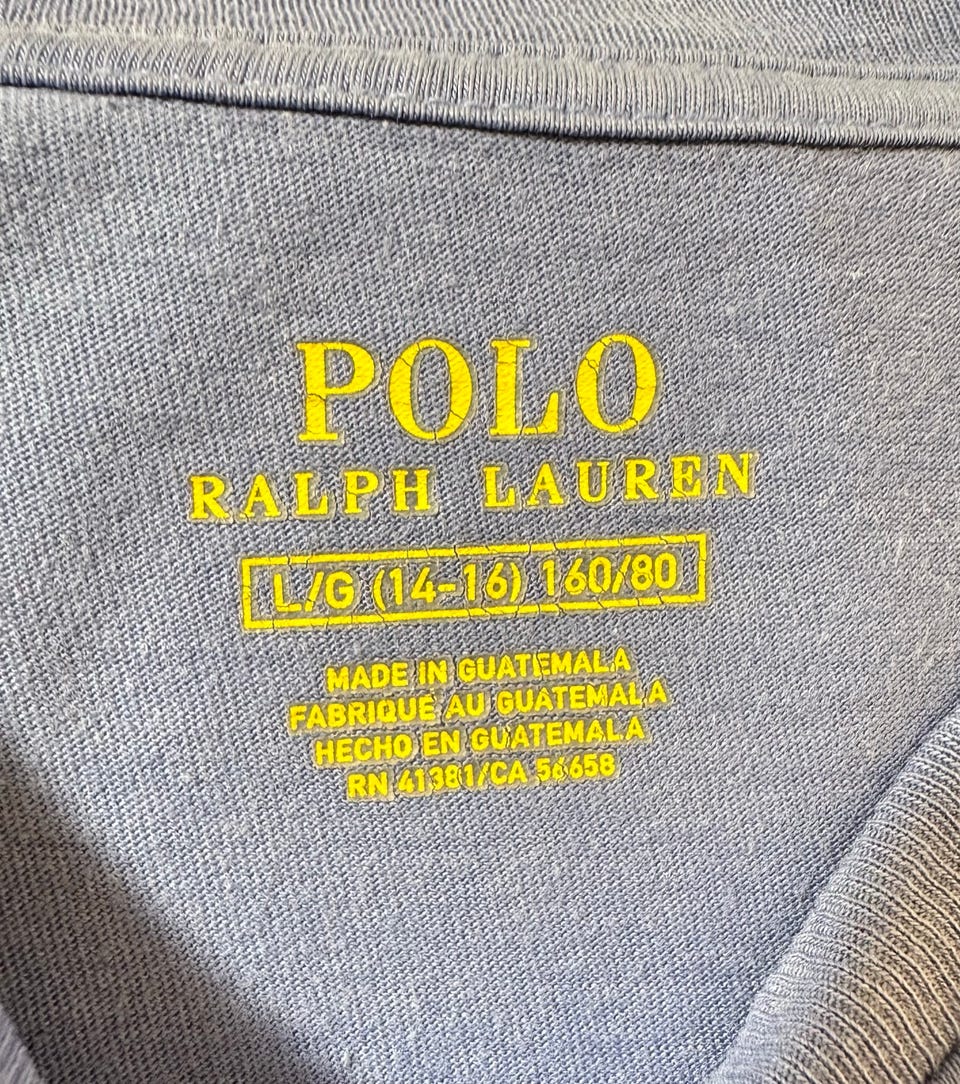 POLO
RALPH LAUREN
L/G (14-16) 160/80
MADE IN GUATEMALA
FABRIQUE AU GUATEMALA
HECHO EN GUATEMALA
RN 41381/CA 56658